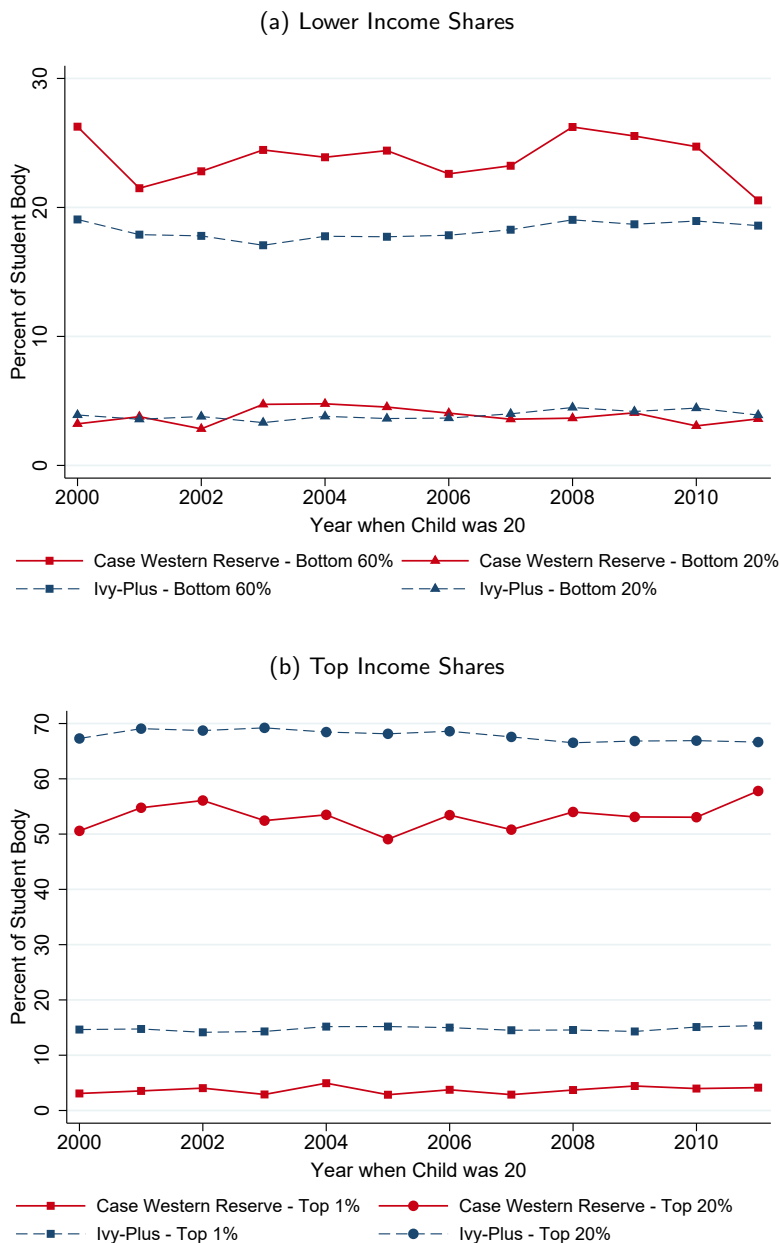 (a) Lower Income Shares
30
20
10
0
Percent of Student Body
2000 2002 2004 2006 2008 2010
Year when Child was 20
Case Western Reserve - Bottom 60% Case Western Reserve - Bottom 20%
Ivy-Plus - Bottom 60% Ivy-Plus - Bottom 20%
(b) Top Income Shares
70
60
50
40
30
20
10
0
Percent of Student Body
2000 2002 2004 2006 2008 2010
Year when Child was 20
Case Western Reserve - Top 1% Case Western Reserve - Top 20%
Ivy-Plus - Top 1% Ivy-Plus - Top 20%